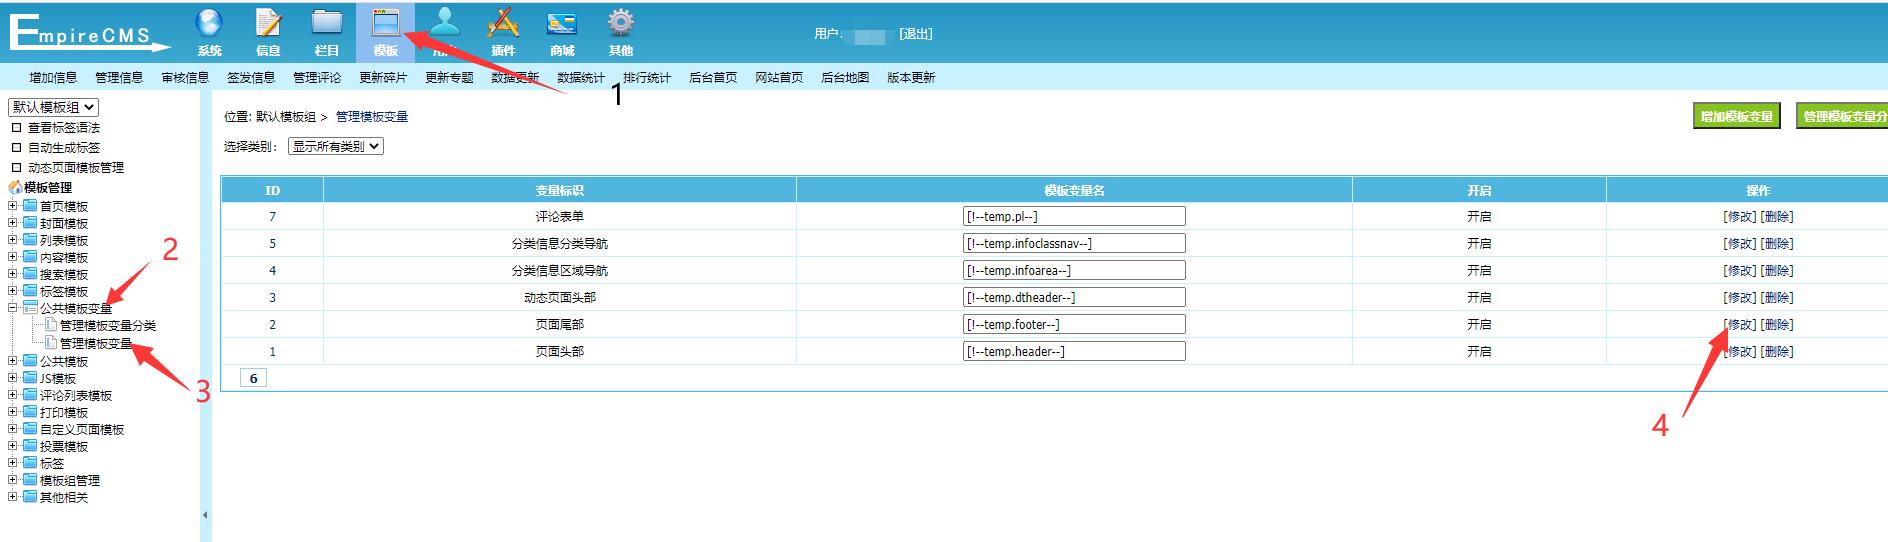 EmpireCMS
系统 信息 栏目 模板 插件 商城 其他
用户: [退出]
增加信息 管理信息 审核信息 签发信息 管理评论 更新碎片 更新专题 数据更新 数据统计 排行统计 后台首页 网站首页 后台地图 版本更新
1
默认模板组
查看标签语法
自动生成标签
动态页面模板管理
模板管理
首页模板
封面模板
列表模板
内容模板
搜索模板
标签模板
公共模板变量
管理模板变量分类
管理模板变量
公共模板
JS模板
评论列表模板
打印模板
自定义页面模板
投票模板
标签
模板组管理
其他相关
2
3
位置: 默认模板组 > 管理模板变量
增加模板变量 管理模板变量分
选择类别: 显示所有类别
ID 变量标识 模板变量名 开启 操作
7 评论表单 [!--temp.pl--] 开启 [修改] [删除]
5 分类信息分类导航 [!--temp.infoclassnav--] 开启 [修改] [删除]
4 分类信息区域导航 [!--temp.infoarea--] 开启 [修改] [删除]
3 动态页面头部 [!--temp.dtheader--] 开启 [修改] [删除]
2 页面尾部 [!--temp.footer--] 开启 [修改] [删除]
1 页面头部 [!--temp.header--] 开启 [修改] [删除]
6
4